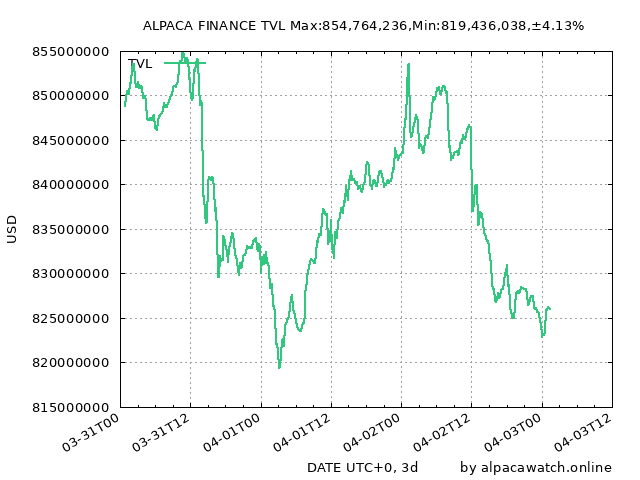 ALPACA FINANCE TVL Max:854,764,236,Min:819,436,038,±4.13%
855000000
TVL
850000000
845000000
840000000
835000000
USD
830000000
825000000
820000000
815000000
03-31T00
03-31T12
04-01T00
04-01T12
04-02T00
04-02T12
04-03T00
04-03T12
DATE UTC+0, 3d
by alpacawatch.online